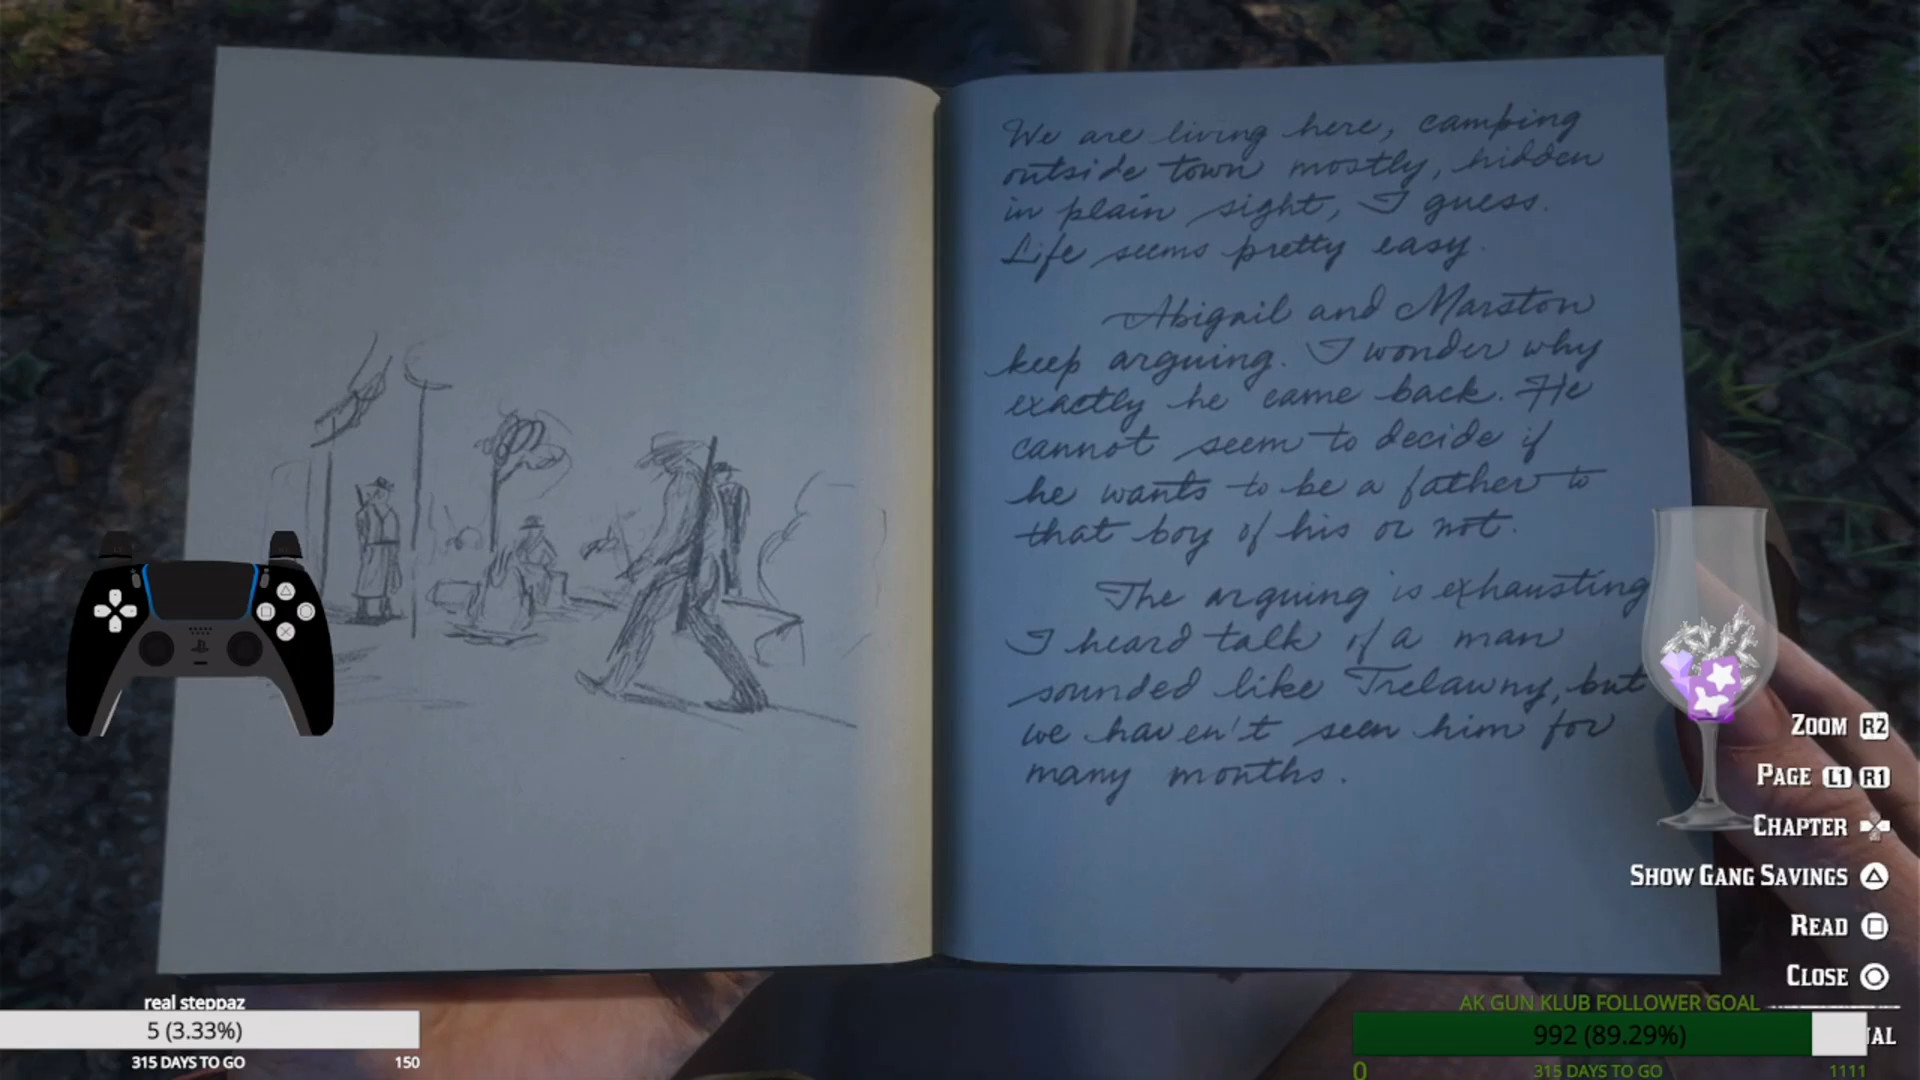 We are living here, camping
outside town mostly, hidden
in plain sight, I guess.
Life seems pretty easy.
Abigail and Marston
keep arguing. I wonder why
exactly he came back. He
cannot seem to decide if
he wants to be a father to
that boy of his or not.
The arguing is exhausting
I heard talk of a man
sounded like Trelawny, but
we haven't seen him for
many months.
ZOOM R2
PAGE L1 R1
CHAPTER
SHOW GANG SAVINGS
READ
CLOSE
real steppaz
5 (3.33%)
315 DAYS TO GO 150
AK GUN KLUB FOLLOWER GOAL
992 (89.29%)
0 315 DAYS TO GO 1111